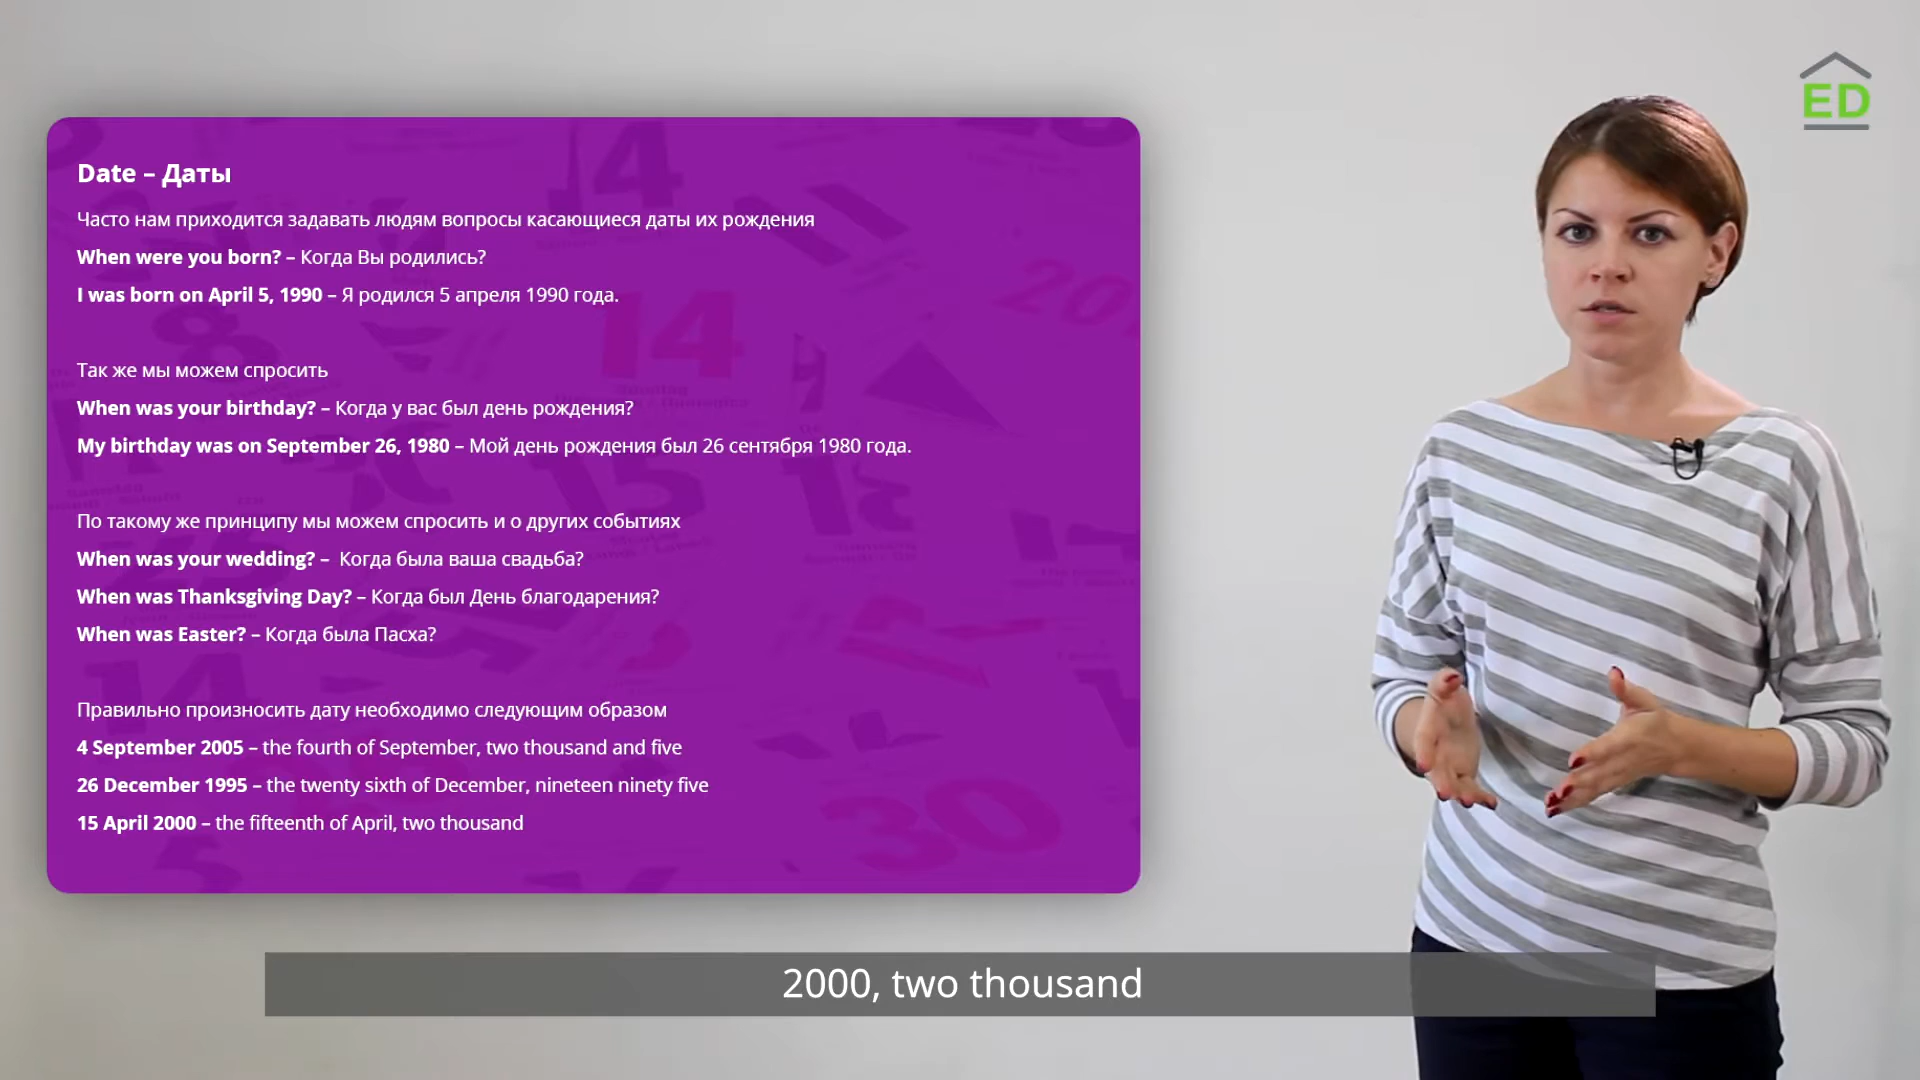 ED
Date – Даты
Часто нам приходится задавать людям вопросы касающиеся даты их рождения
When were you born? – Когда Вы родились?
I was born on April 5, 1990 – Я родился 5 апреля 1990 года.
Так же мы можем спросить
When was your birthday? – Когда у вас был день рождения?
My birthday was on September 26, 1980 – Мой день рождения был 26 сентября 1980 года.
По такому же принципу мы можем спросить и о других событиях
When was your wedding? – Когда была ваша свадьба?
When was Thanksgiving Day? – Когда был День благодарения?
When was Easter? – Когда была Пасха?
Правильно произносить дату необходимо следующим образом
4 September 2005 – the fourth of September, two thousand and five
26 December 1995 – the twenty sixth of December, nineteen ninety five
15 April 2000 – the fifteenth of April, two thousand
2000, two thousand